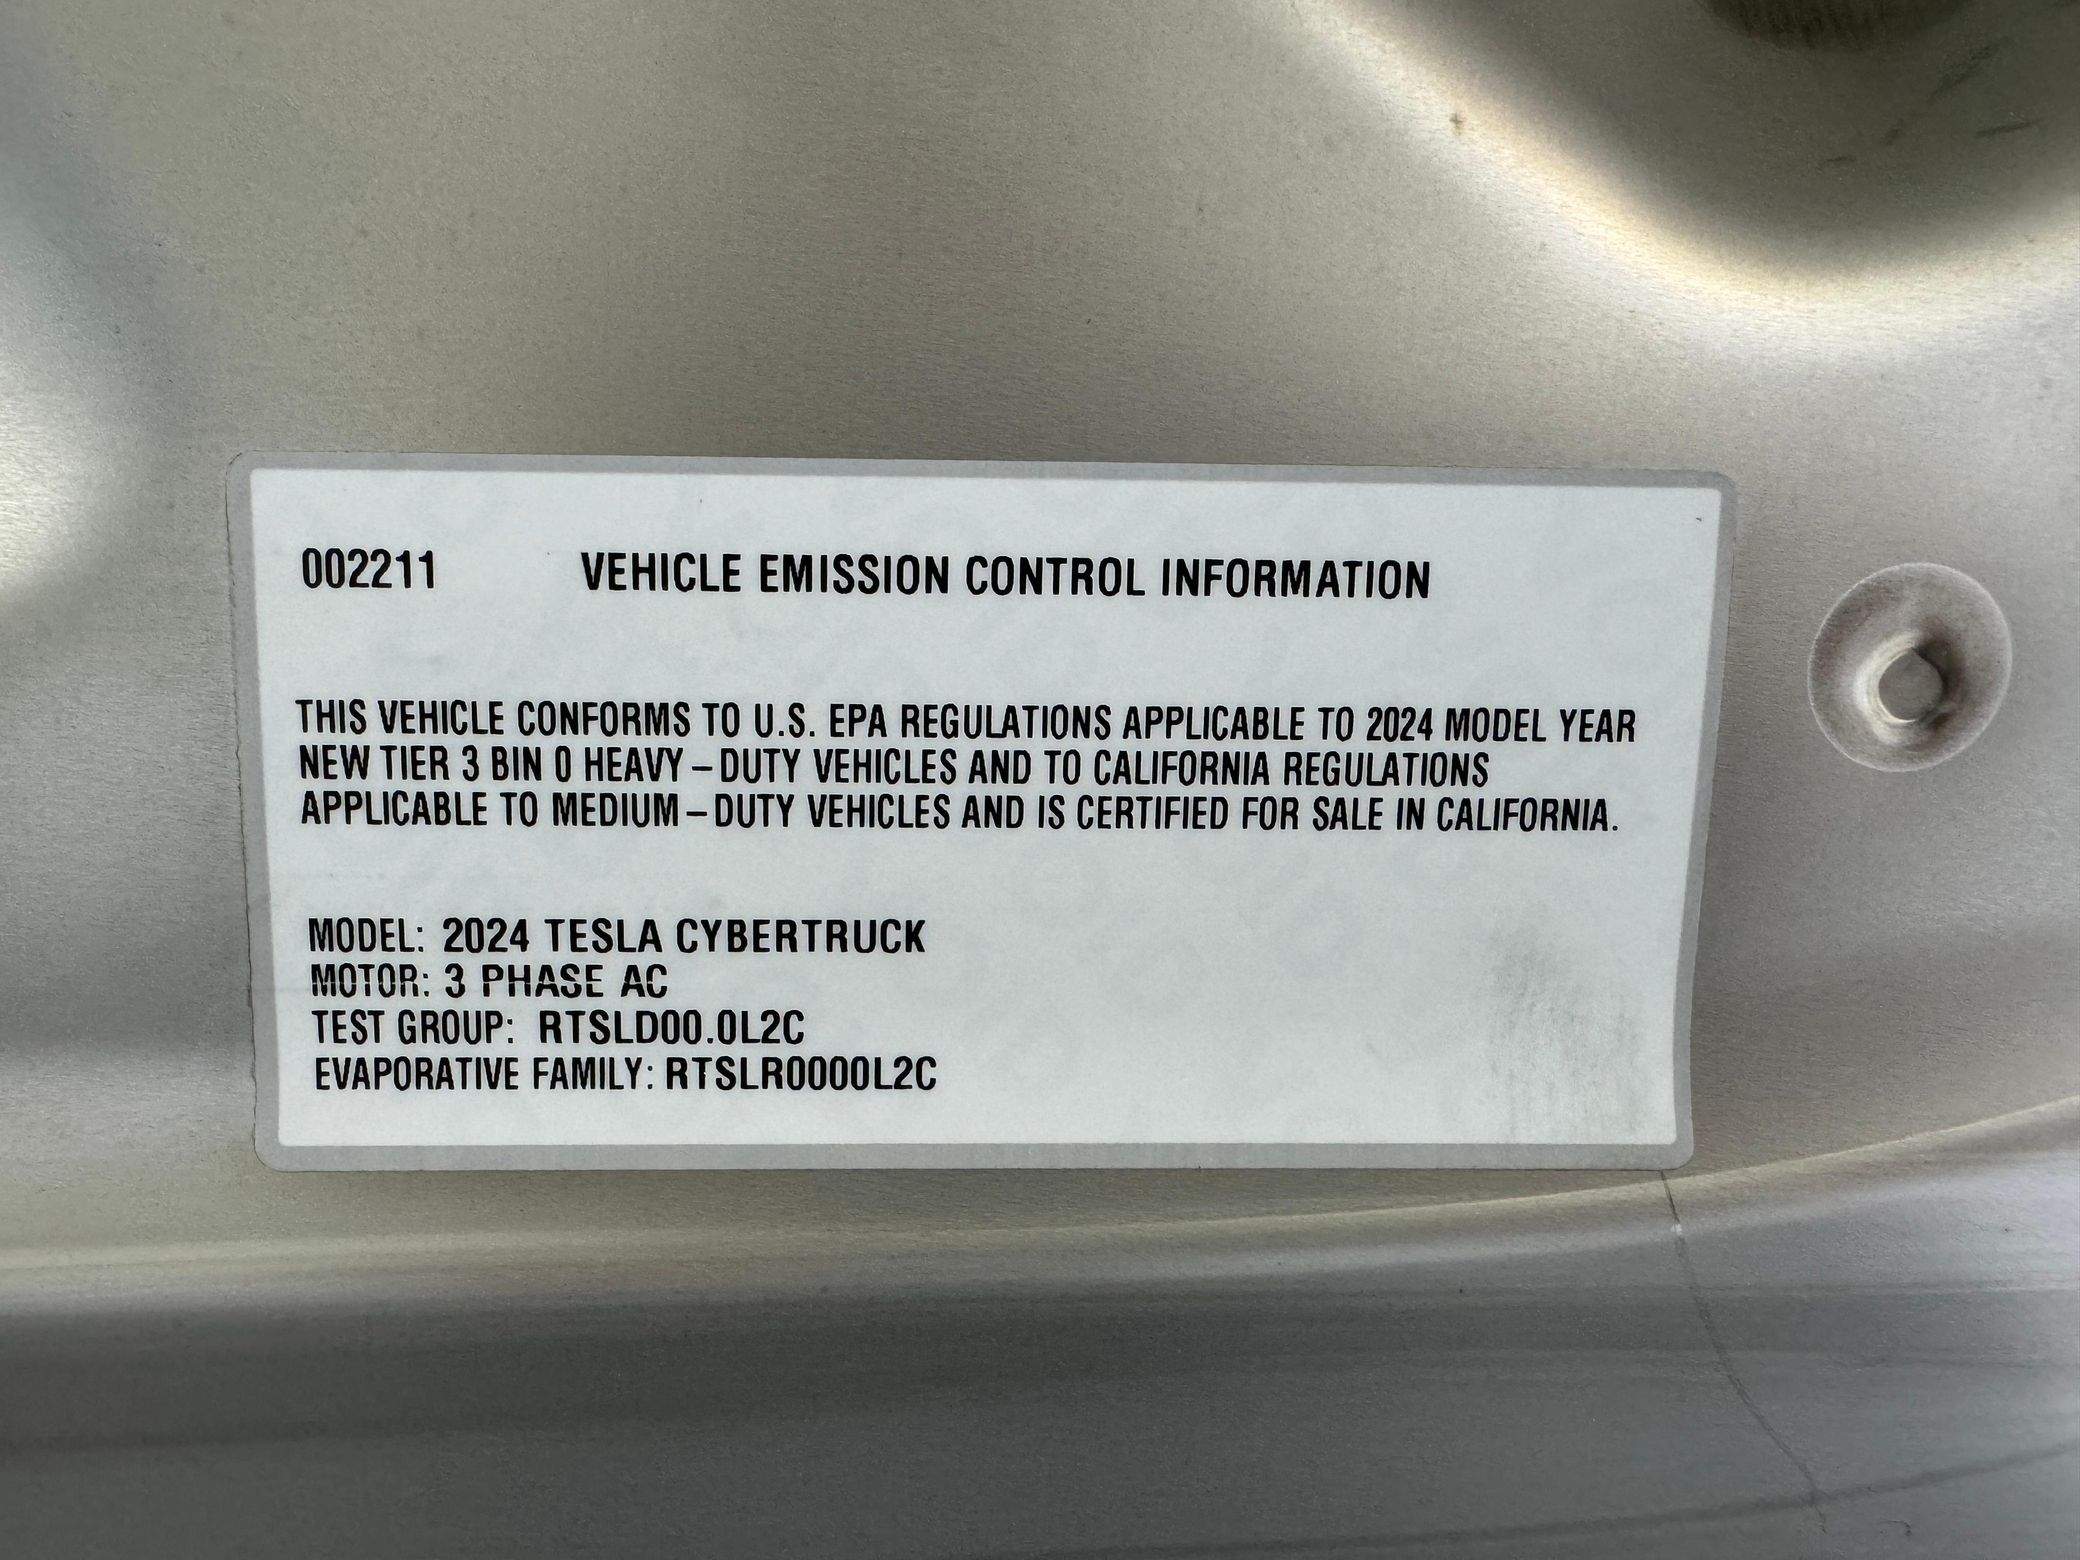 002211 VEHICLE EMISSION CONTROL INFORMATION
THIS VEHICLE CONFORMS TO U.S. EPA REGULATIONS APPLICABLE TO 2024 MODEL YEAR
NEW TIER 3 BIN 0 HEAVY-DUTY VEHICLES AND TO CALIFORNIA REGULATIONS
APPLICABLE TO MEDIUM-DUTY VEHICLES AND IS CERTIFIED FOR SALE IN CALIFORNIA.
MODEL: 2024 TESLA CYBERTRUCK
MOTOR: 3 PHASE AC
TEST GROUP: RTSLD00.0L2C
EVAPORATIVE FAMILY: RTSLR0000L2C